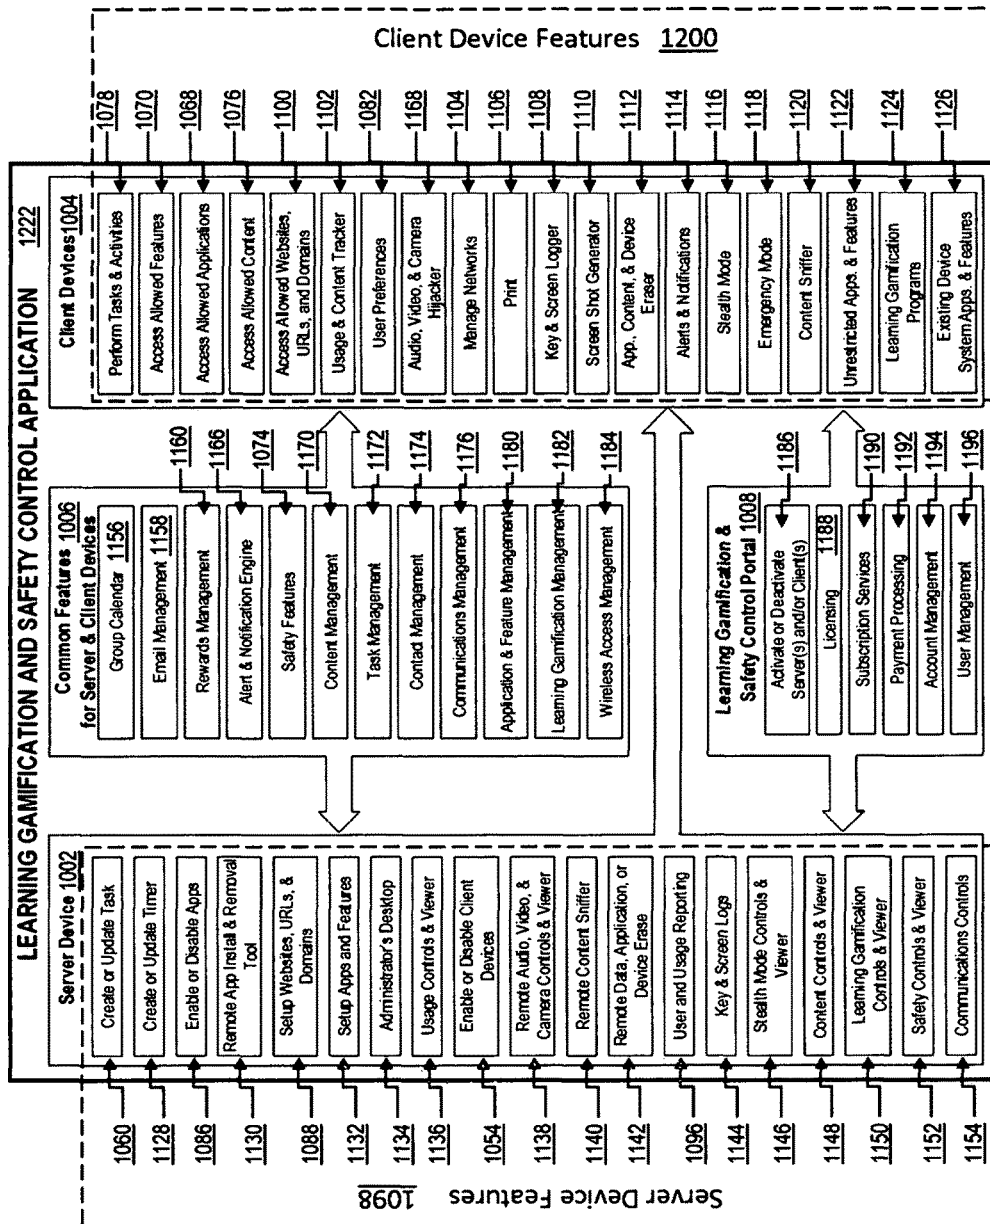 LEARNING GAMIFICATION AND SAFETY CONTROL APPLICATION 1222
Server Device Features 1098
Server Device 1002
1060 Create or Update Task
1128 Create or Update Timer
1086 Enable or Disable Apps
1130 Remote App Install & Removal
Tool
1088 Setup Websites, URLs, &
Domains
1132 Setup Apps and Features
1134 Administrator's Desktop
1136 Usage Controls & Viewer
1054 Enable or Disable Client
Devices
1138 Remote Audio, Video, &
Camera Controls & Viewer
1140 Remote Content Sniffer
1142 Remote Data, Application, or
Device Erase
1096 User and Usage Reporting
1144 Key & Screen Logs
1146 Stealth Mode Controls &
Viewer
1148 Content Controls & Viewer
1150 Learning Gamification
Controls & Viewer
1152 Safety Controls & Viewer
1154 Communications Controls
Common Features 1006
for Server & Client Devices
Group Calendar 1156
Email Management 1158
Rewards Management 1160
Alert & Notification Engine 1166
Safety Features 1074
Content Management 1170
Task Management 1172
Contact Management 1174
Communications Management 1176
Application & Feature Management 1180
Learning Gamification Management 1182
Wireless Access Management 1184
Learning Gamification &
Safety Control Portal 1008
Activate or Deactivate
Server(s) and/or Client(s) 1186
Licensing 1188
Subscription Services 1190
Payment Processing 1192
Account Management 1194
User Management 1196
Client Devices 1004
Perform Tasks & Activities 1078
Access Allowed Features 1070
Access Allowed Applications 1068
Access Allowed Content 1076
Access Allowed Websites,
URLs, and Domains 1100
Usage & Content Tracker 1102
User Preferences 1082
Audio, Video, & Camera
Hijacker 1168
Manage Networks 1104
Print 1106
Key & Screen Logger 1108
Screen Shot Generator 1110
App., Content, & Device
Eraser 1112
Alerts & Notifications 1114
Stealth Mode 1116
Emergency Mode 1118
Content Sniffer 1120
Unrestricted Apps. & Features 1122
Learning Gamification
Programs 1124
Existing Device
System Apps. & Features 1126
Client Device Features 1200